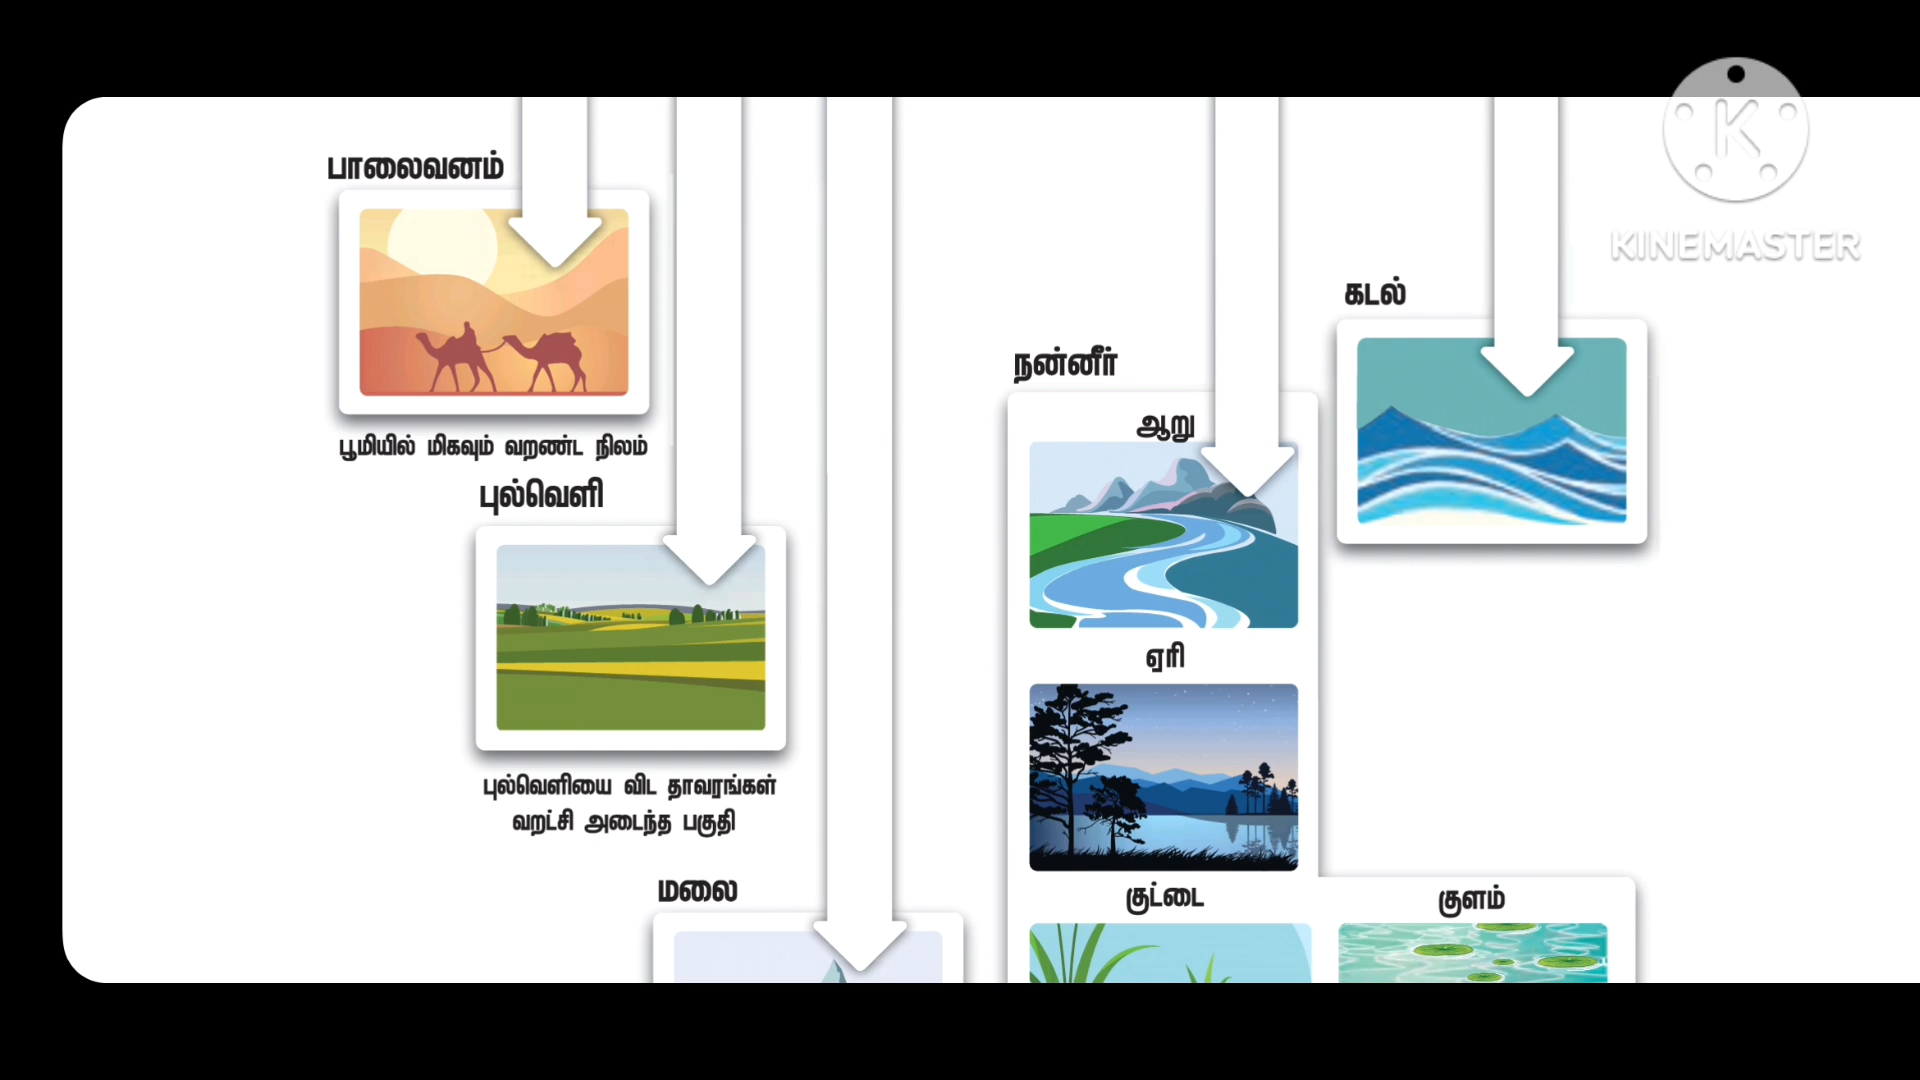 பாலைவனம்
பூமியில் மிகவும் வறண்ட நிலம்
புல்வெளி
புல்வெளியை விட தாவரங்கள்
வறட்சி அடைந்த பகுதி
மலை
நன்னீர்
ஆறு
ஏரி
குட்டை
குளம்
கடல்
K
KINEMASTER